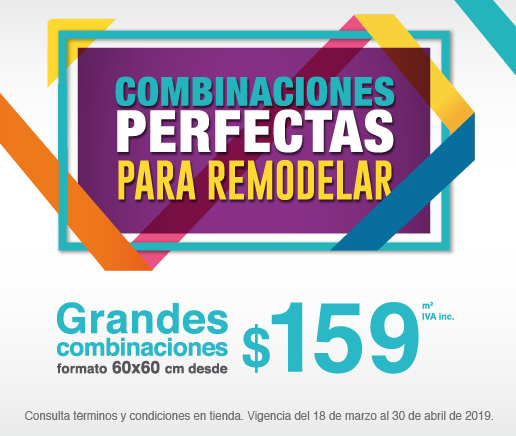 COMBINACIONES
PERFECTAS
PARA REMODELAR
Grandes
combinaciones
formato 60x60 cm desde
$159
m²
IVA inc.
Consulta términos y condiciones en tienda. Vigencia del 18 de marzo al 30 de abril de 2019.